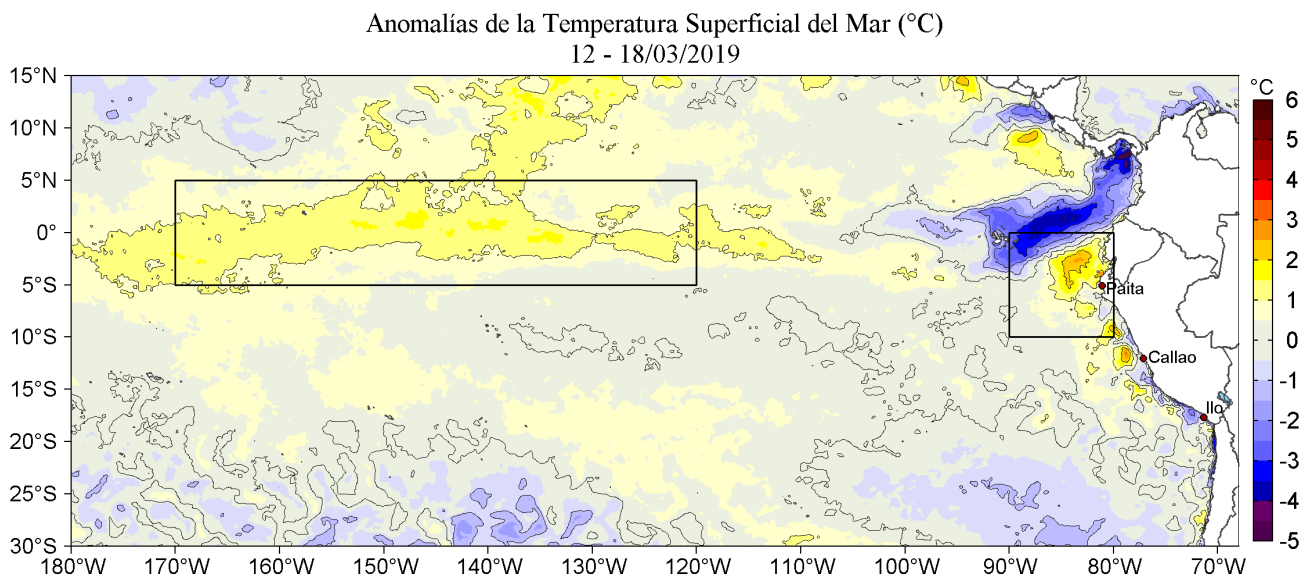 Anomalías de la Temperatura Superficial del Mar (°C)
12 - 18/03/2019
15°N
10°N
5°N
0°
5°S
10°S
15°S
20°S
25°S
30°S
180°W
170°W
160°W
150°W
140°W
130°W
120°W
110°W
100°W
90°W
80°W
70°W
Paita
Callao
Ilo
°C
6
5
4
3
2
1
0
-1
-2
-3
-4
-5